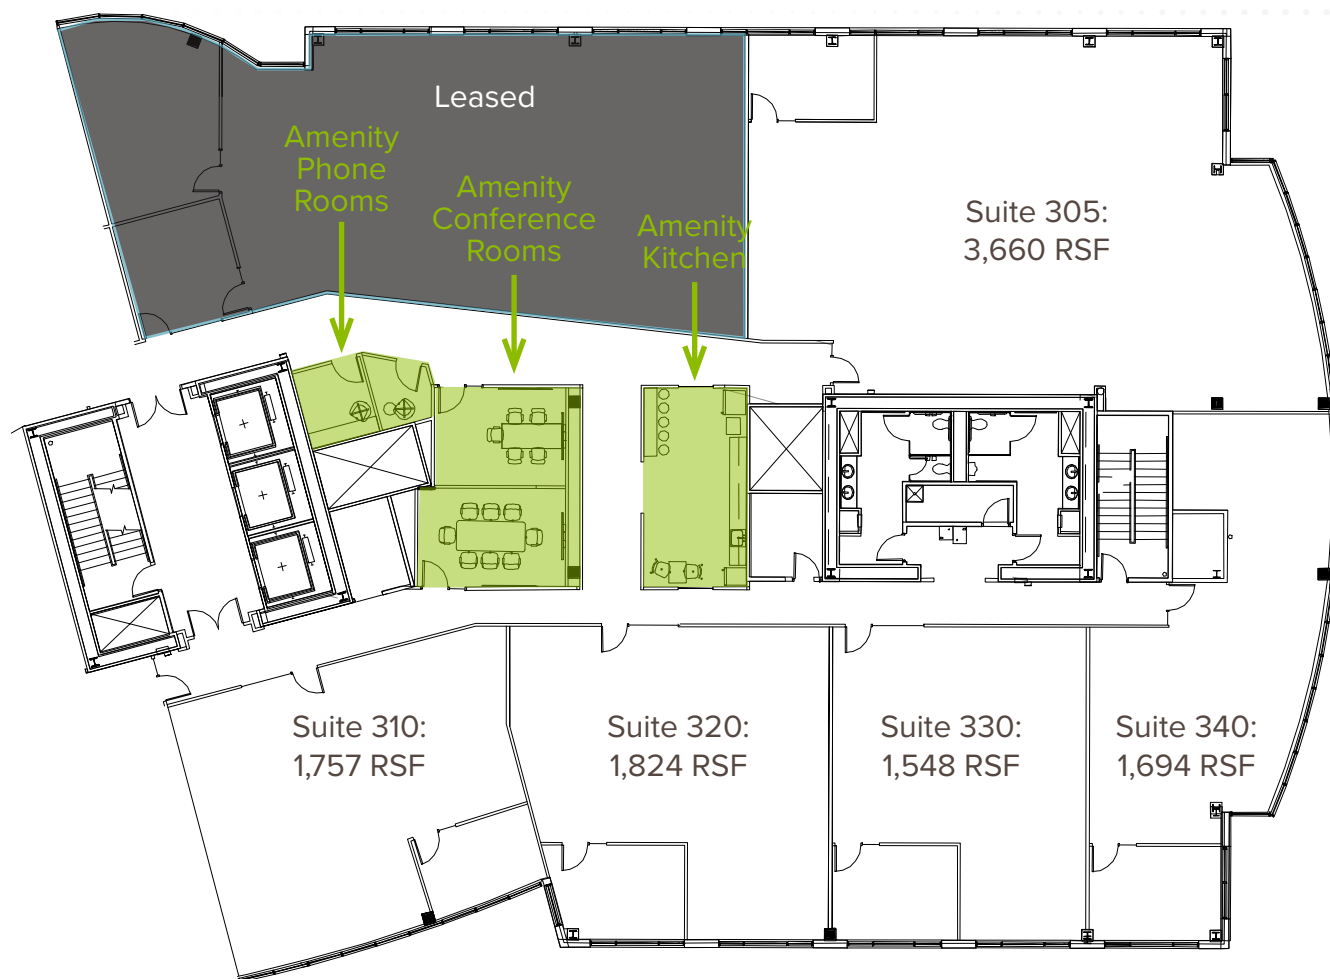 Leased
Amenity
Phone
Rooms
Amenity
Conference
Rooms
Amenity
Kitchen
Suite 305:
3,660 RSF
Suite 310:
1,757 RSF
Suite 320:
1,824 RSF
Suite 330:
1,548 RSF
Suite 340:
1,694 RSF